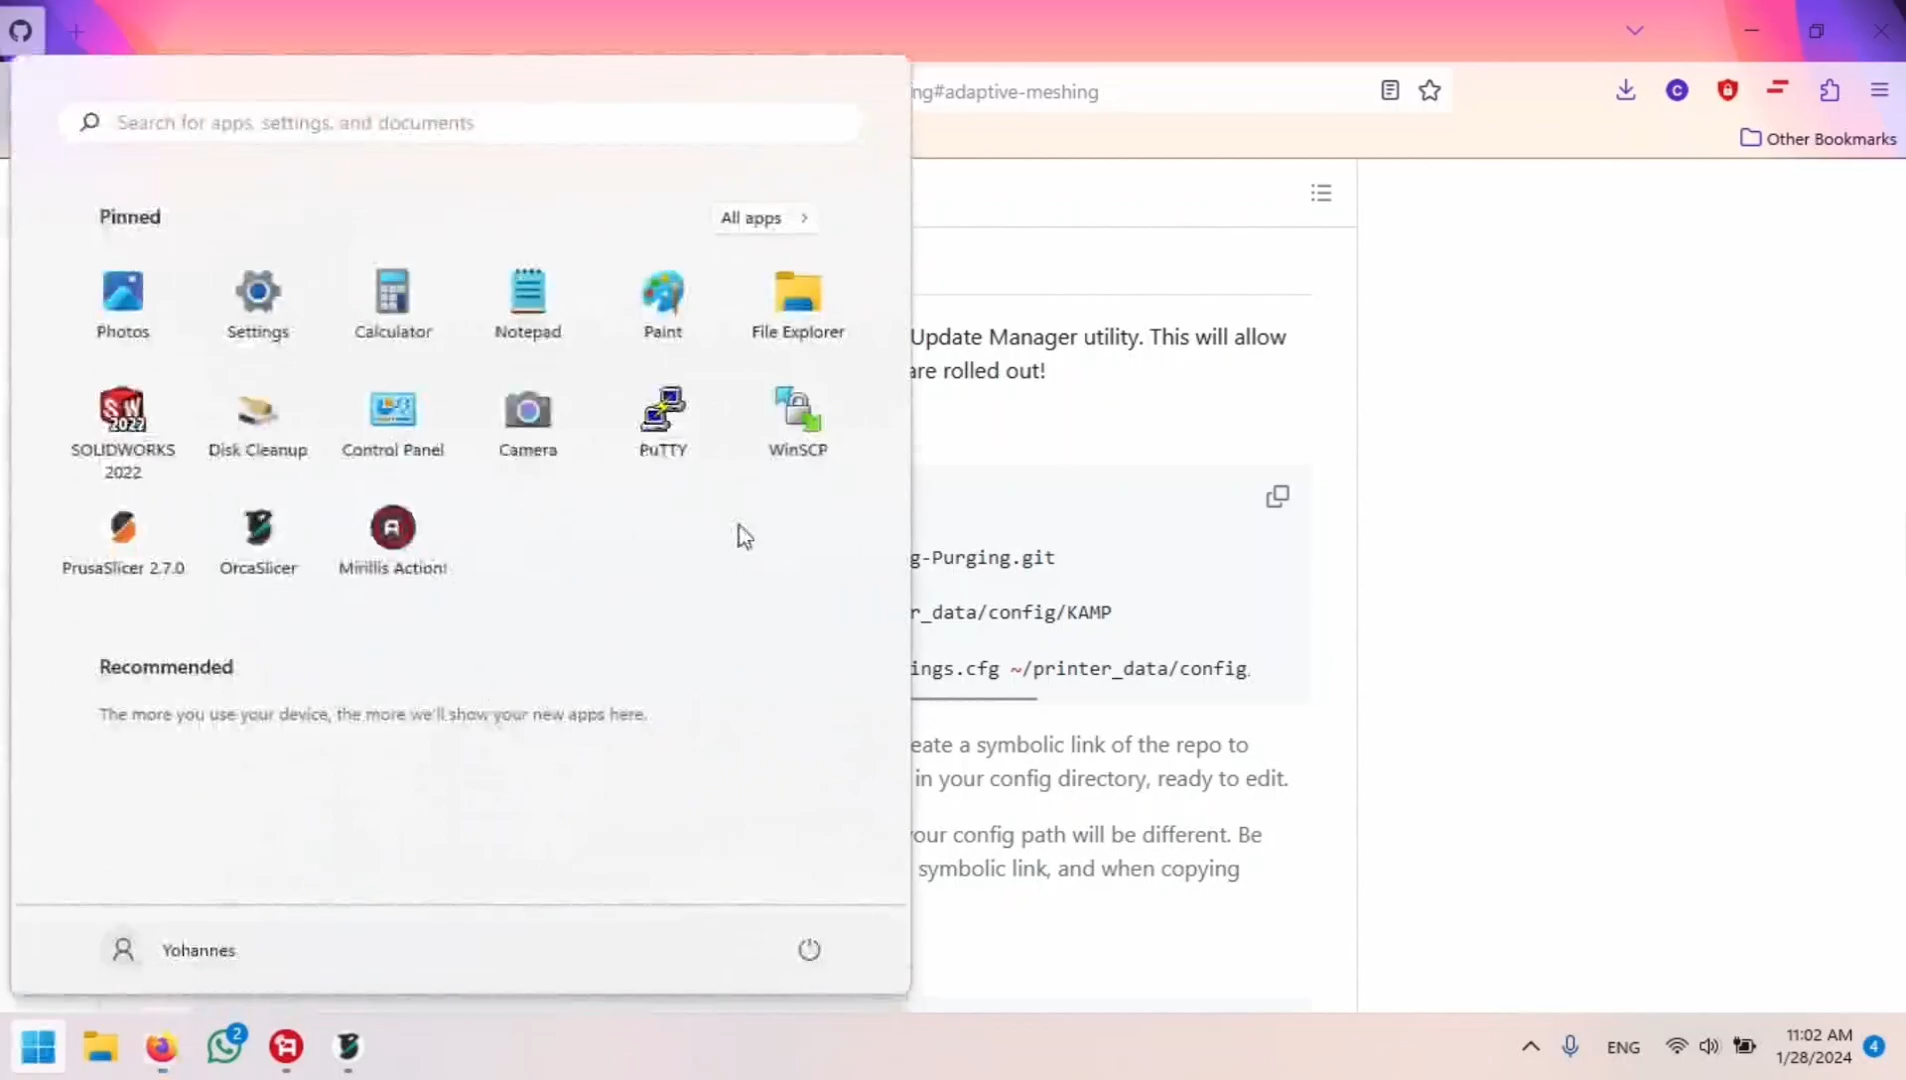 ng#adaptive-meshing
Other Bookmarks
Search for apps, settings, and documents
Pinned
All apps
Photos
Settings
Calculator
Notepad
Paint
File Explorer
SOLIDWORKS
2022
Disk Cleanup
Control Panel
Camera
PuTTY
WinSCP
PrusaSlicer 2.7.0
OrcaSlicer
Mirillis Action!
Recommended
The more you use your device, the more we'll show your new apps here.
Yohannes
Update Manager utility. This will allow
are rolled out!
g-Purging.git
r_data/config/KAMP
ings.cfg ~/printer_data/config
eate a symbolic link of the repo to
in your config directory, ready to edit.
your config path will be different. Be
symbolic link, and when copying
2
ENG
11:02 AM
1/28/2024
4